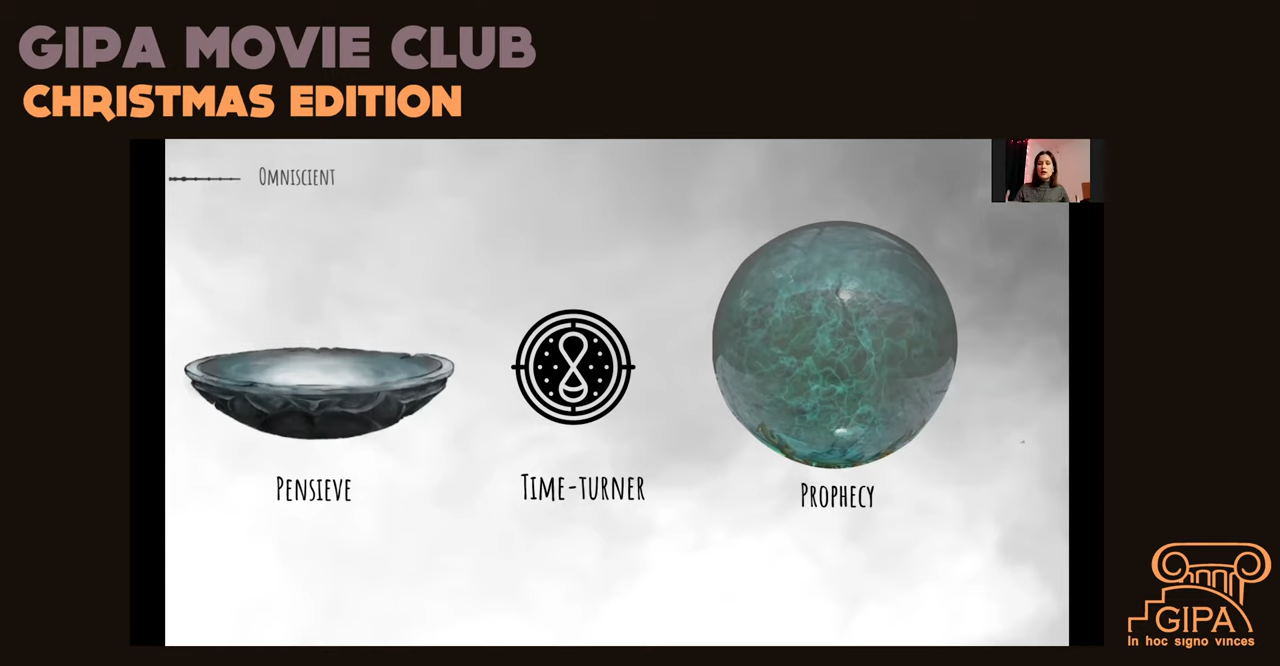 GIPA MOVIE CLUB
CHRISTMAS EDITION
OMNISCIENT
PENSIEVE
TIME-TURNER
PROPHECY
GIPA
In hoc signo vinces